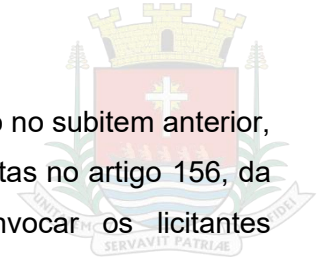 o no subitem anterior,
tas no artigo 156, da
nvocar os licitantes
SERVAVIT PATRIAE